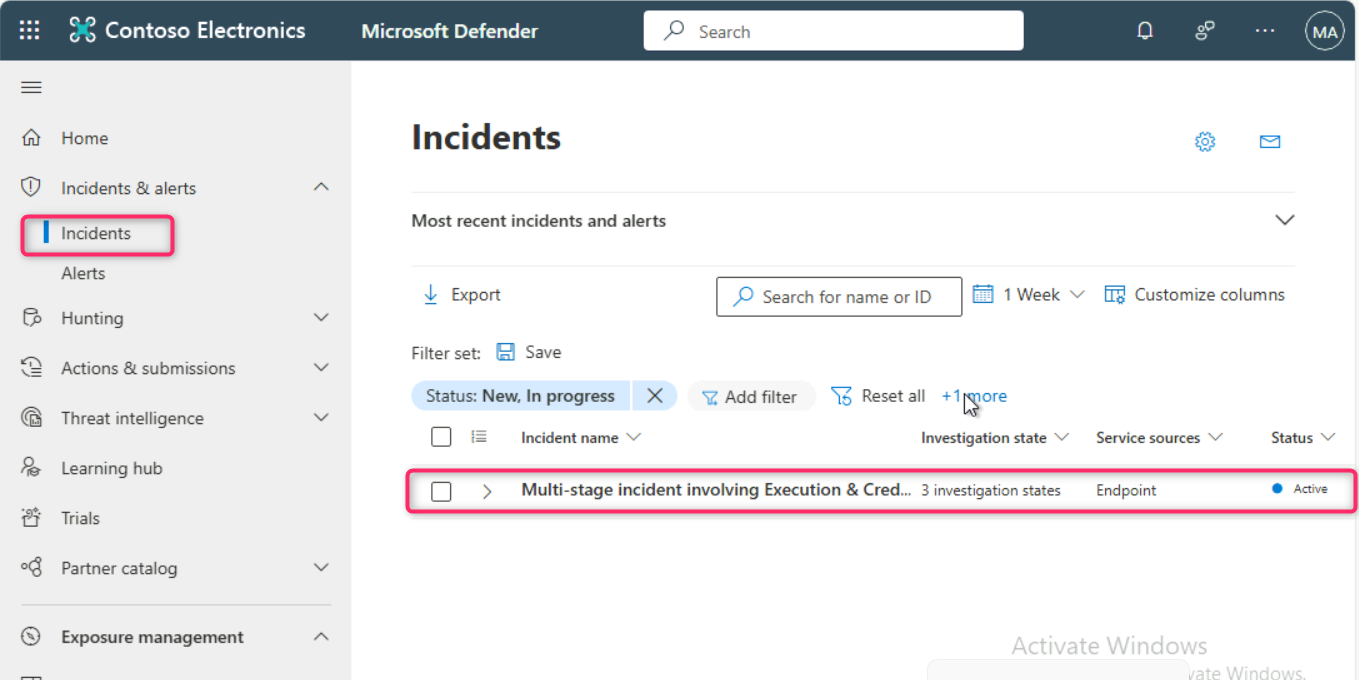 Contoso Electronics
Microsoft Defender
Search
MA
Home
Incidents & alerts
Incidents
Alerts
Hunting
Actions & submissions
Threat intelligence
Learning hub
Trials
Partner catalog
Exposure management
Incidents
Most recent incidents and alerts
Export
Search for name or ID
1 Week
Customize columns
Filter set:
Save
Status: New, In progress
Add filter
Reset all
+1 more
Incident name
Investigation state
Service sources
Status
Multi-stage incident involving Execution & Cred...
3 investigation states
Endpoint
Active
Activate Windows
Windows.